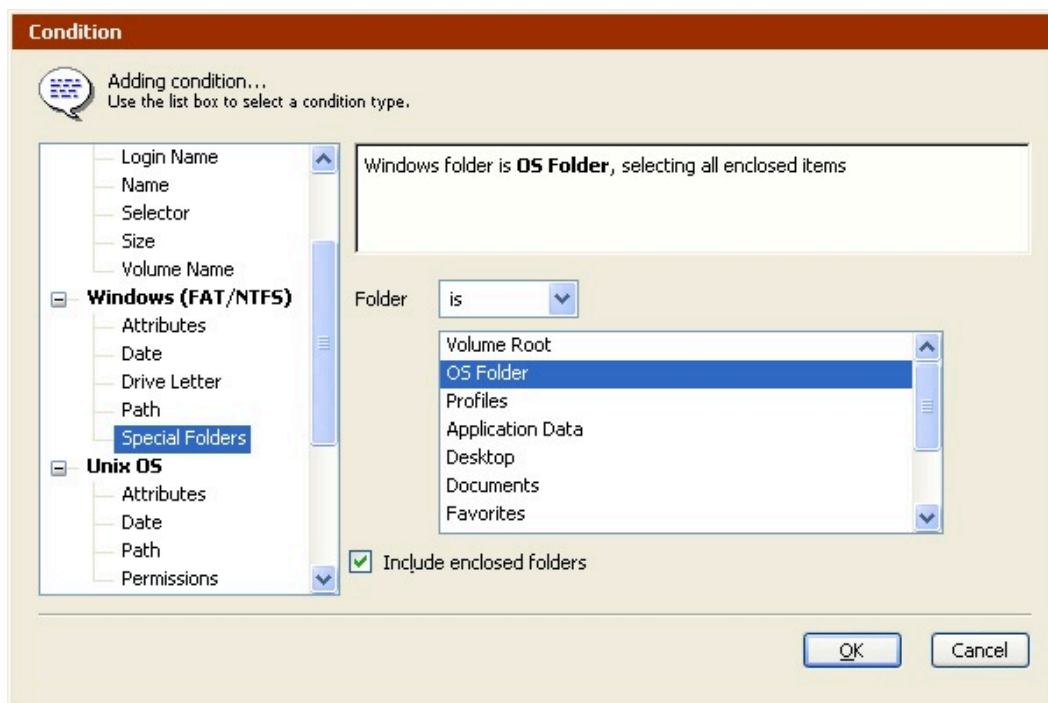 Condition
Adding condition...
Use the list box to select a condition type.
Login Name
Name
Selector
Size
Volume Name
Windows (FAT/NTFS)
Attributes
Date
Drive Letter
Path
Special Folders
Unix OS
Attributes
Date
Path
Permissions
Windows folder is OS Folder, selecting all enclosed items
Folder
is
Volume Root
OS Folder
Profiles
Application Data
Desktop
Documents
Favorites
Include enclosed folders
OK
Cancel